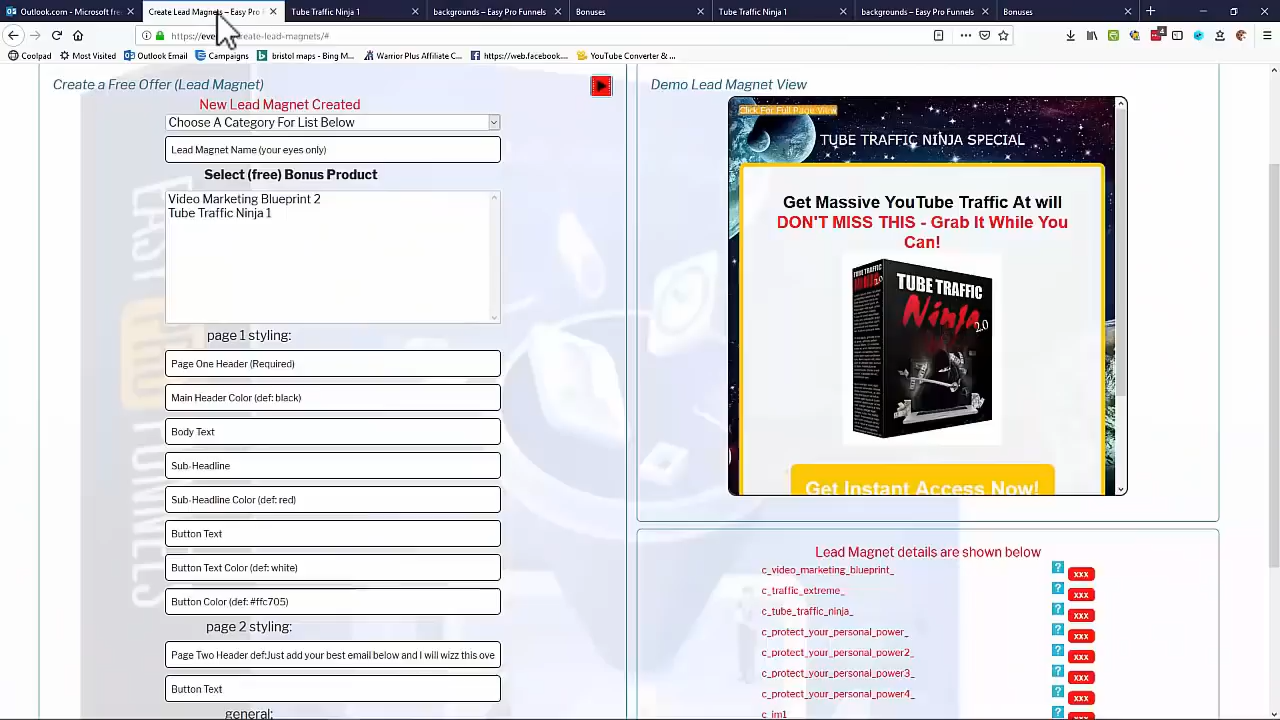 Outlook.com - Microsoft fre
Create Lead Magnets – Easy Pro
Tube Traffic Ninja 1
backgrounds – Easy Pro Funnels
Bonuses
Tube Traffic Ninja 1
backgrounds – Easy Pro Funnels
Bonuses
create-lead-magnets/#
Coolpad
Most Visited
Outlook Email
Campaigns
bristol maps - Bing M...
Warrior Plus Affiliate C...
https://web.facebook...
YouTube Converter & ...
4
Create a Free Offer (Lead Magnet)
New Lead Magnet Created
Choose A Category For List Below
Lead Magnet Name (your eyes only)
Select (free) Bonus Product
Video Marketing Blueprint 2
Tube Traffic Ninja 1
page 1 styling:
Page One Header (Required)
Main Header Color (def: black)
Body Text
Sub-Headline
Sub-Headline Color (def: red)
Button Text
Button Text Color (def: white)
Button Color (def: #ffc705)
page 2 styling:
Page Two Header def:Just add your best email below and I will wizz this ove
Button Text
general:
Demo Lead Magnet View
Click For Full Page View
TUBE TRAFFIC NINJA SPECIAL
Get Massive YouTube Traffic At will
DON'T MISS THIS - Grab It While You
Can!
TUBE TRAFFIC
Ninja 2.0
Get Instant Access Now!
Lead Magnet details are shown below
c_video_marketing_blueprint_ ? xxx
c_traffic_extreme_ ? xxx
c_tube_traffic_ninja_ ? xxx
c_protect_your_personal_power_ ? xxx
c_protect_your_personal_power2_ ? xxx
c_protect_your_personal_power3_ ? xxx
c_protect_your_personal_power4_ ? xxx
c_im1 ? xxx